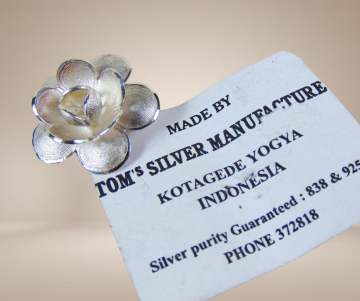 MADE BY
TOM'S SILVER MANUFACTURE
KOTAGEDE YOGYA
INDONESIA
Silver purity Guaranteed : 838 & 925
PHONE 372818